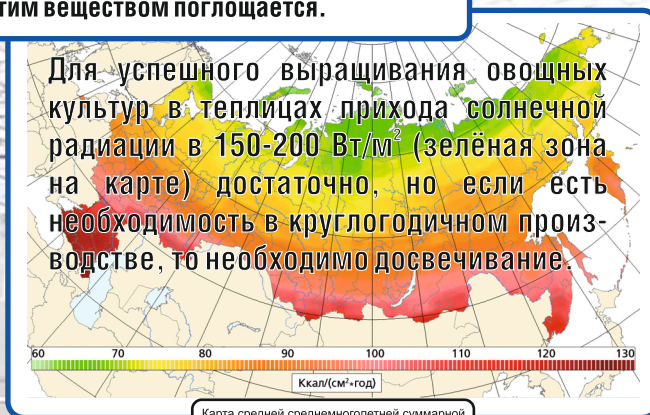 тим веществом поглощается.
Для успешного выращивания овощных
культур в теплицах прихода солнечной
радиации в 150-200 Вт/м² (зелёная зона
на карте) достаточно, но если есть
необходимость в круглогодичном произ-
водстве, то необходимо досвечивание.
60 70 80 90 100 110 120 130
Ккал/(см²*год)
Карта средней среднемноголетней суммарной